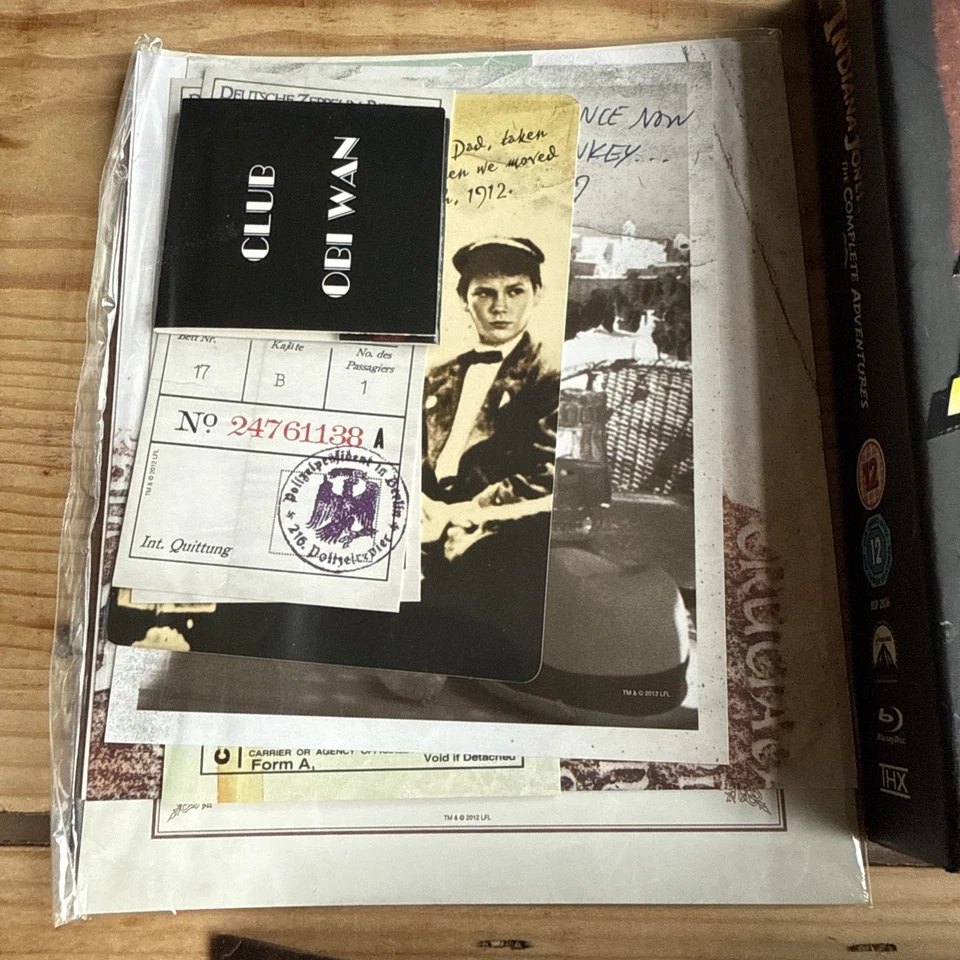 DEUTSCHE ZEPPELIN
CLUB
OBI WAN
Dad, taken
en we moved
, 1912.
NCE NOW
NKEY...
Bett Nr.
Kajüte
No. des
Passagiers
17
B
1
No 24761138 A
TM & © 2012 LFL
Polizeipräsident in Berlin
★ 216. Polizeirevier ★
Int. Quittung
TM & © 2012 LFL
C
CARRIER OR AGENCY
Form A,
Void if Detached
TM & © 2012 LFL
INDIANA JONES
THE COMPLETE ADVENTURES
12
12
Blu-ray Disc
THX